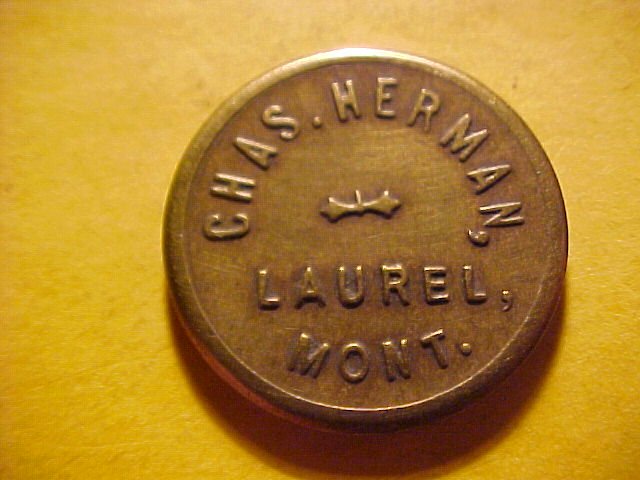 CHAS. HERMAN,
LAUREL,
MONT.